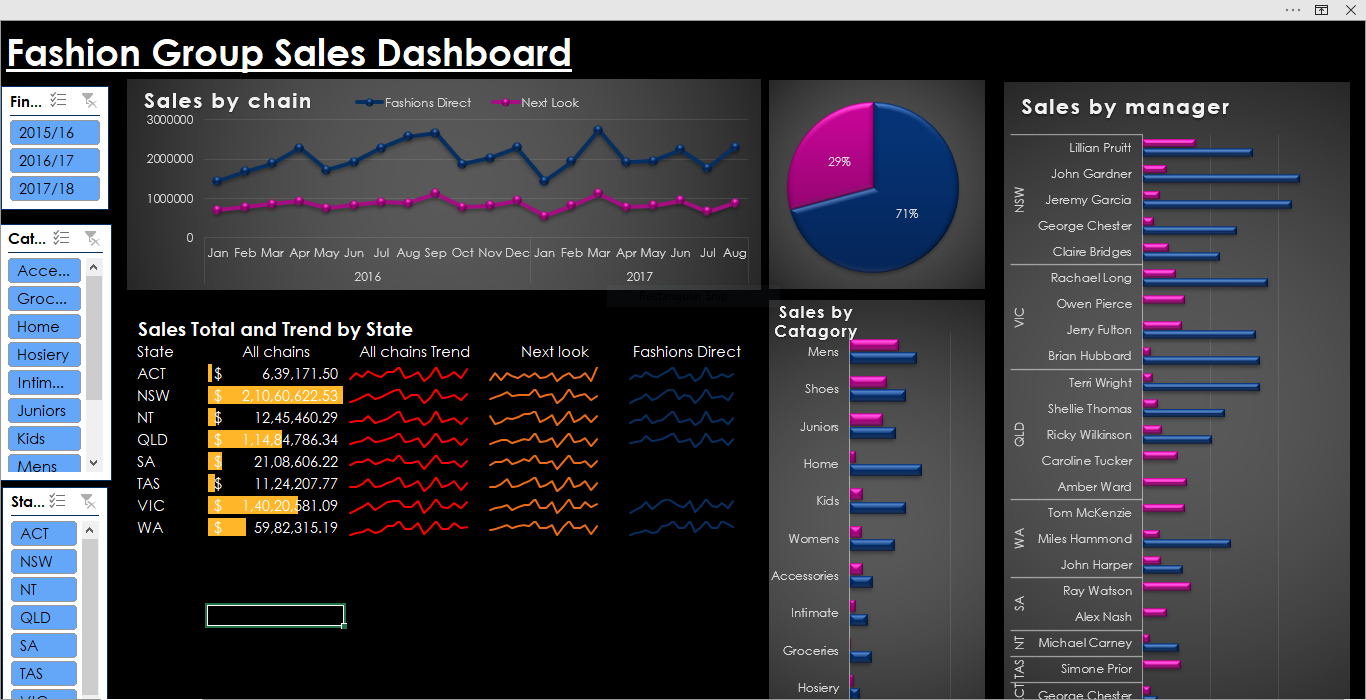 Fashion Group Sales Dashboard
Fin...
2015/16
2016/17
2017/18
Cat...
Acce...
Groc...
Home
Hosiery
Intim...
Juniors
Kids
Mens
Sta...
ACT
NSW
NT
QLD
SA
TAS
VIC
Sales by chain
Fashions Direct
Next Look
3000000
2000000
1000000
0
Jan Feb Mar Apr May Jun Jul Aug Sep Oct Nov Dec Jan Feb Mar Apr May Jun Jul Aug
2016 2017
29%
71%
Rectangular Snip
Sales Total and Trend by State
State All chains All chains Trend Next look Fashions Direct
ACT $ 6,39,171.50
NSW $ 2,10,60,622.53
NT $ 12,45,460.29
QLD $ 1,14,84,786.34
SA $ 21,08,606.22
TAS $ 11,24,207.77
VIC $ 1,40,20,581.09
WA $ 59,82,315.19
Sales by
Catagory
Mens
Shoes
Juniors
Home
Kids
Womens
Accessories
Intimate
Groceries
Hosiery
Sales by manager
NSW
Lillian Pruitt
John Gardner
Jeremy Garcia
George Chester
Claire Bridges
VIC
Rachael Long
Owen Pierce
Jerry Fulton
Brian Hubbard
QLD
Terri Wright
Shellie Thomas
Ricky Wilkinson
Caroline Tucker
Amber Ward
WA
Tom McKenzie
Miles Hammond
John Harper
SA
Ray Watson
Alex Nash
NT
Michael Carney
TAS
Simone Prior
ACT
George Chester